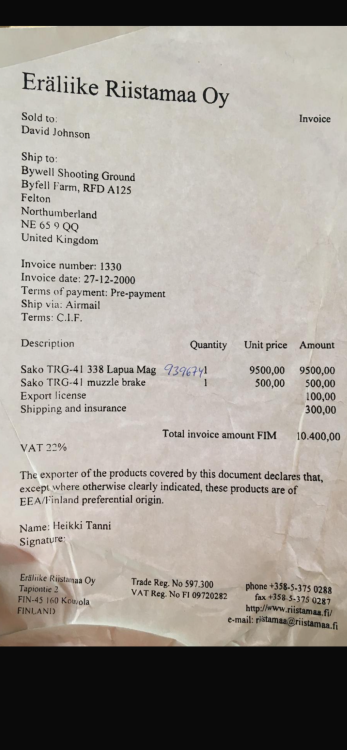 Eräliike Riistamaa Oy
Sold to:
Invoice
David Johnson
Ship to:
Bywell Shooting Ground
Byfell Farm, RFD A125
Felton
Northumberland
NE 65 9 QQ
United Kingdom
Invoice number: 1330
Invoice date: 27-12-2000
Terms of payment: Pre-payment
Ship via: Airmail
Terms: C.I.F.
Description Quantity Unit price Amount
Sako TRG-41 338 Lapua Mag 939674 1 9500,00 9500,00
Sako TRG-41 muzzle brake 1 500,00 500,00
Export license 100,00
Shipping and insurance 300,00
Total invoice amount FIM 10.400,00
VAT 22%
The exporter of the products covered by this document declares that,
except where otherwise clearly indicated, these products are of
EEA/Finland preferential origin.
Name: Heikki Tanni
Signature:
Eräliike Riistamaa Oy
Tapiontie 2
FIN-45 160 Kouvola
FINLAND
Trade Reg. No 597.300
VAT Reg. No FI 09720282
phone +358-5-375 0288
fax +358-5-375 0287
http://www.riistamaa.fi/
e-mail: riistamaa@riistamaa.fi